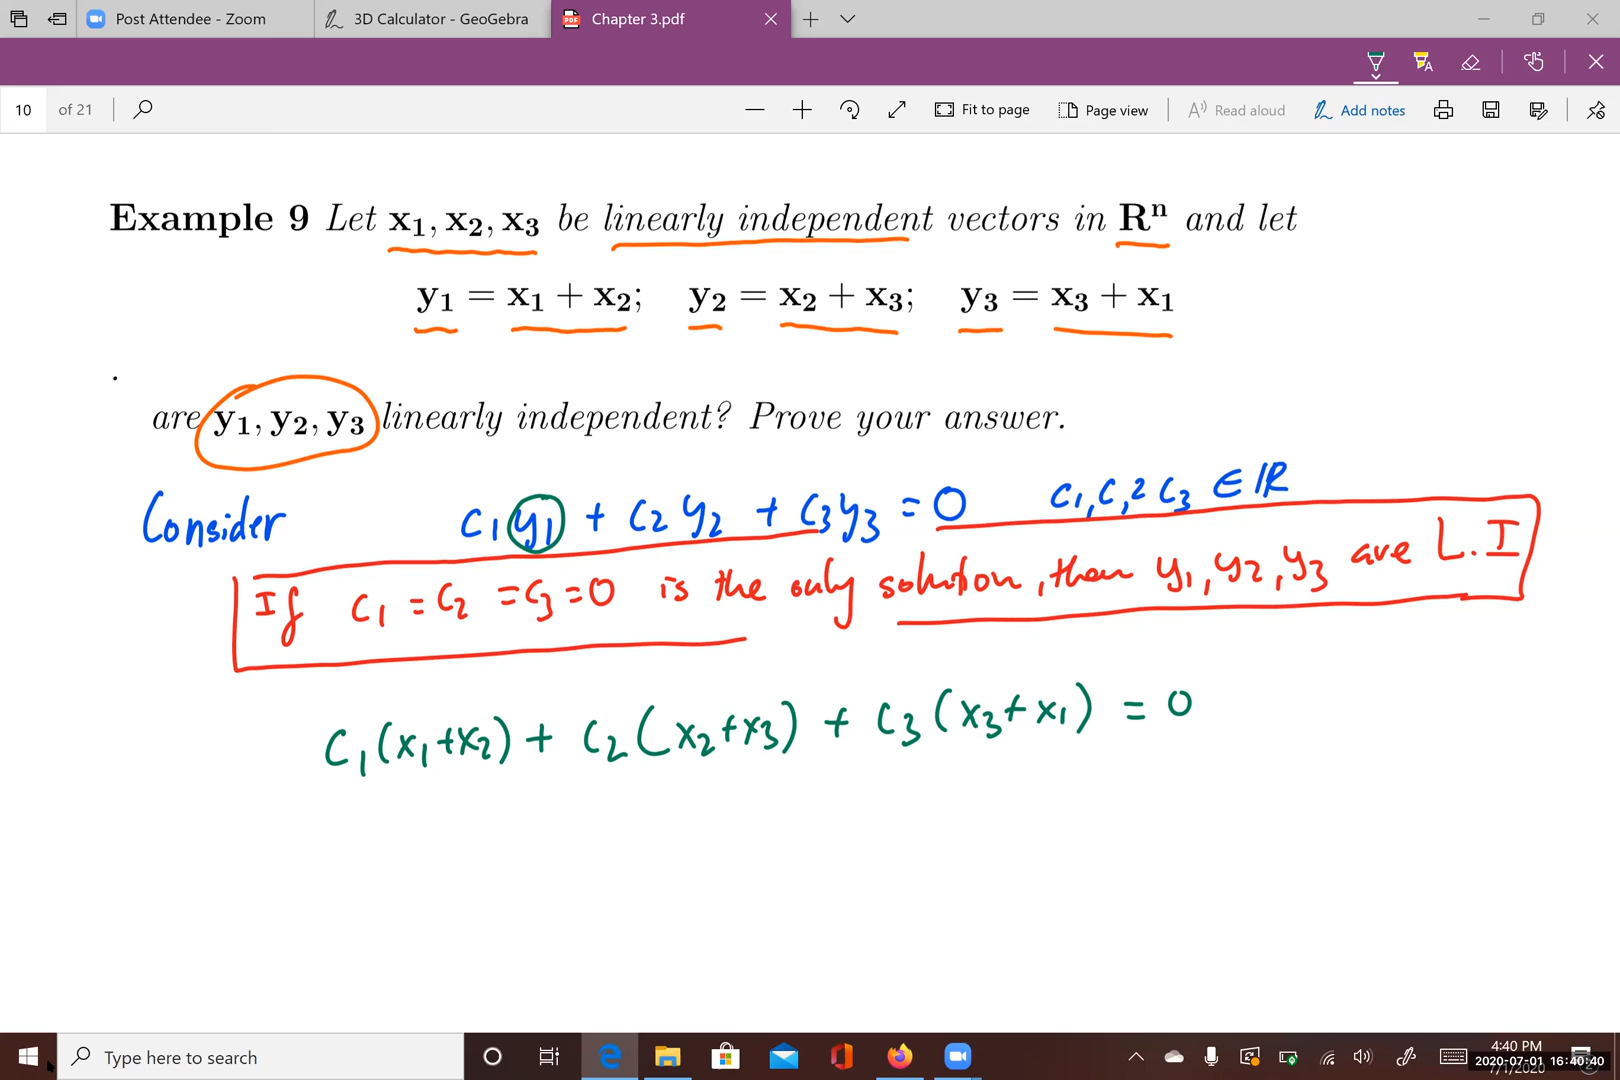 Post Attendee - Zoom
3D Calculator - GeoGebra
Chapter 3.pdf
10 of 21
Fit to page
Page view
Read aloud
Add notes
Example 9 Let x₁, x₂, x₃ be linearly independent vectors in Rⁿ and let
y₁ = x₁ + x₂; y₂ = x₂ + x₃; y₃ = x₃ + x₁
.
are y₁, y₂, y₃ linearly independent? Prove your answer.
Consider c₁y₁ + c₂y₂ + c₃y₃ = 0 c₁, c, 2 c₃ ∈ ℝ
If c₁ = c₂ = c₃ = 0 is the only solution, then y₁, y₂, y₃ are L.I
c₁(x₁+x₂) + c₂(x₂+x₃) + c₃(x₃+x₁) = 0
Type here to search
4:40 PM
2020-07-01 16:40:40
7/1/2020